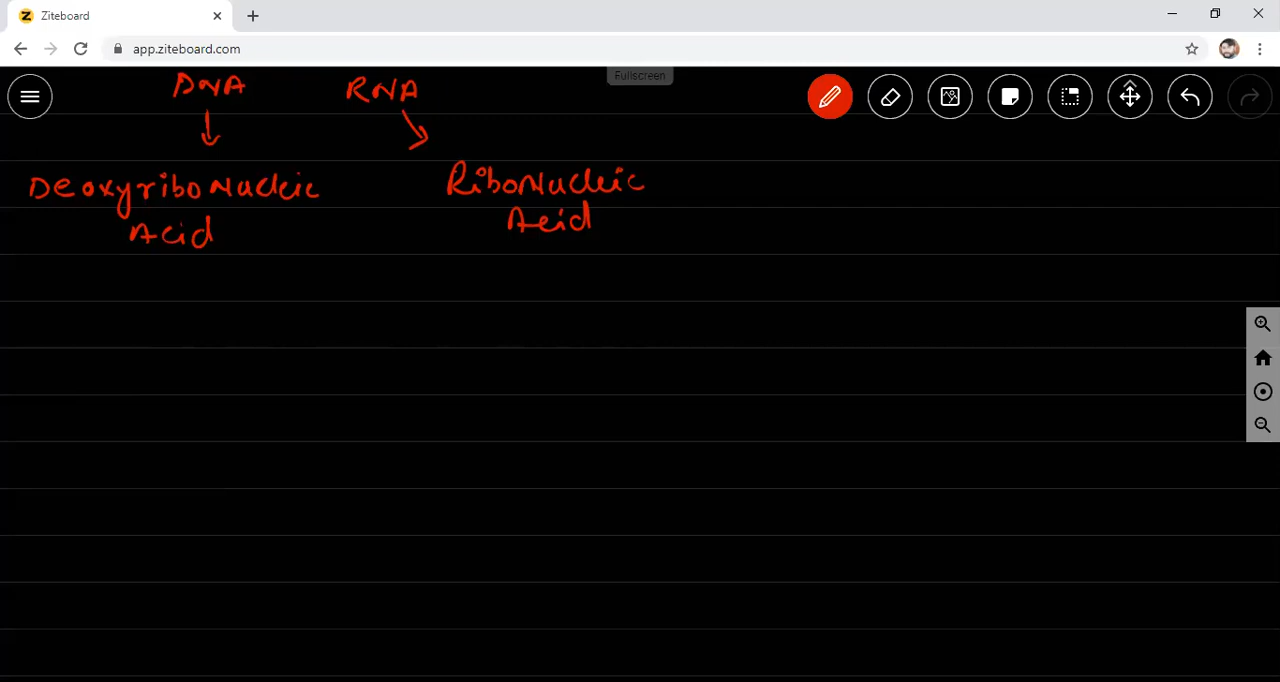 Ziteboard
app.ziteboard.com
Fullscreen
DNA RNA
DeoxyriboNucleic RiboNucleic
Acid Acid